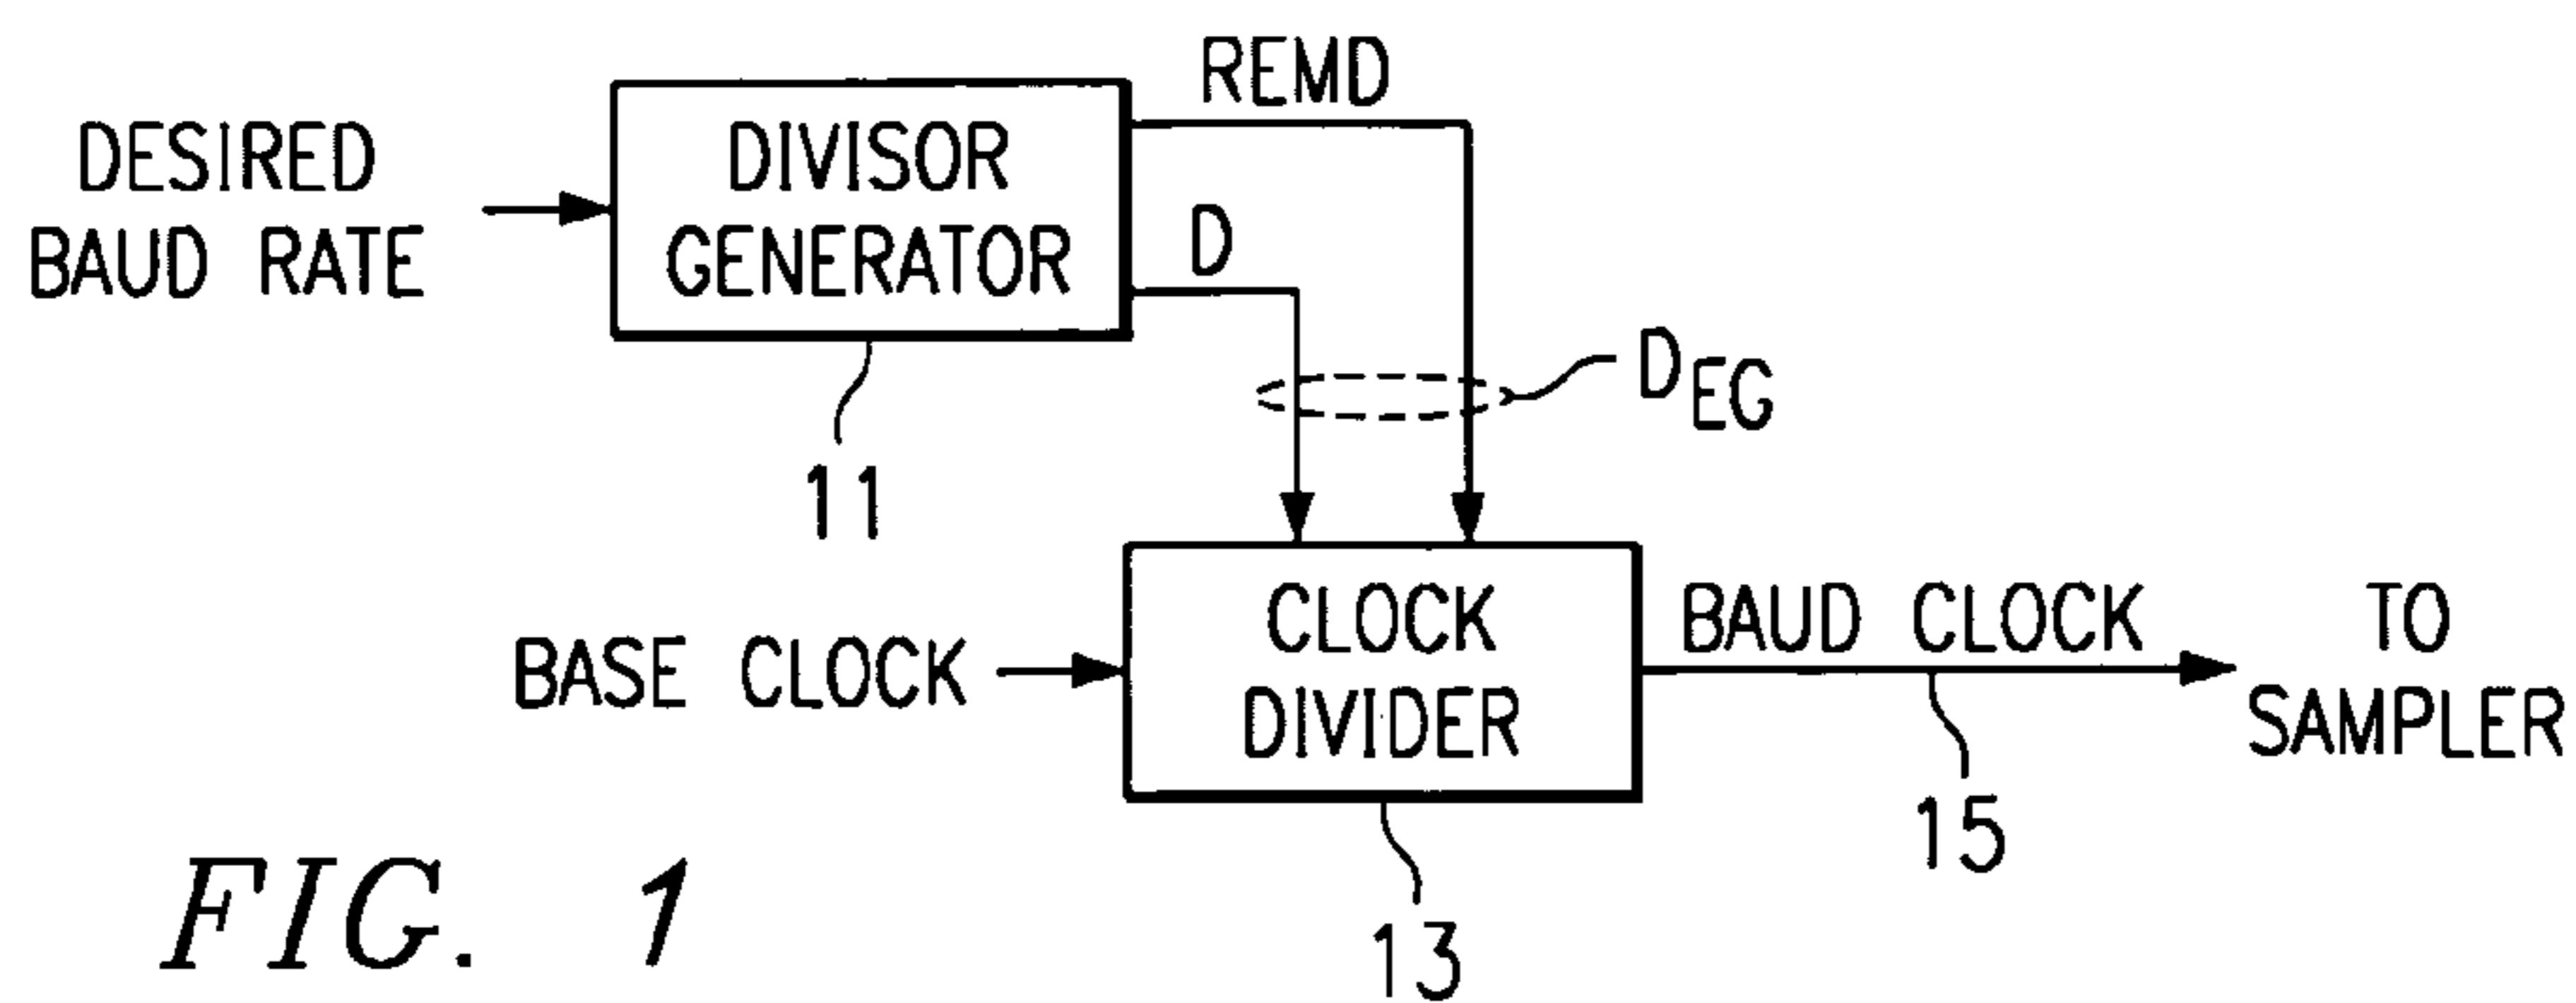 REMD
DESIRED
BAUD RATE
DIVISOR
GENERATOR
D
DEG
11
BASE CLOCK
CLOCK
DIVIDER
BAUD CLOCK
TO
SAMPLER
15
13
FIG. 1